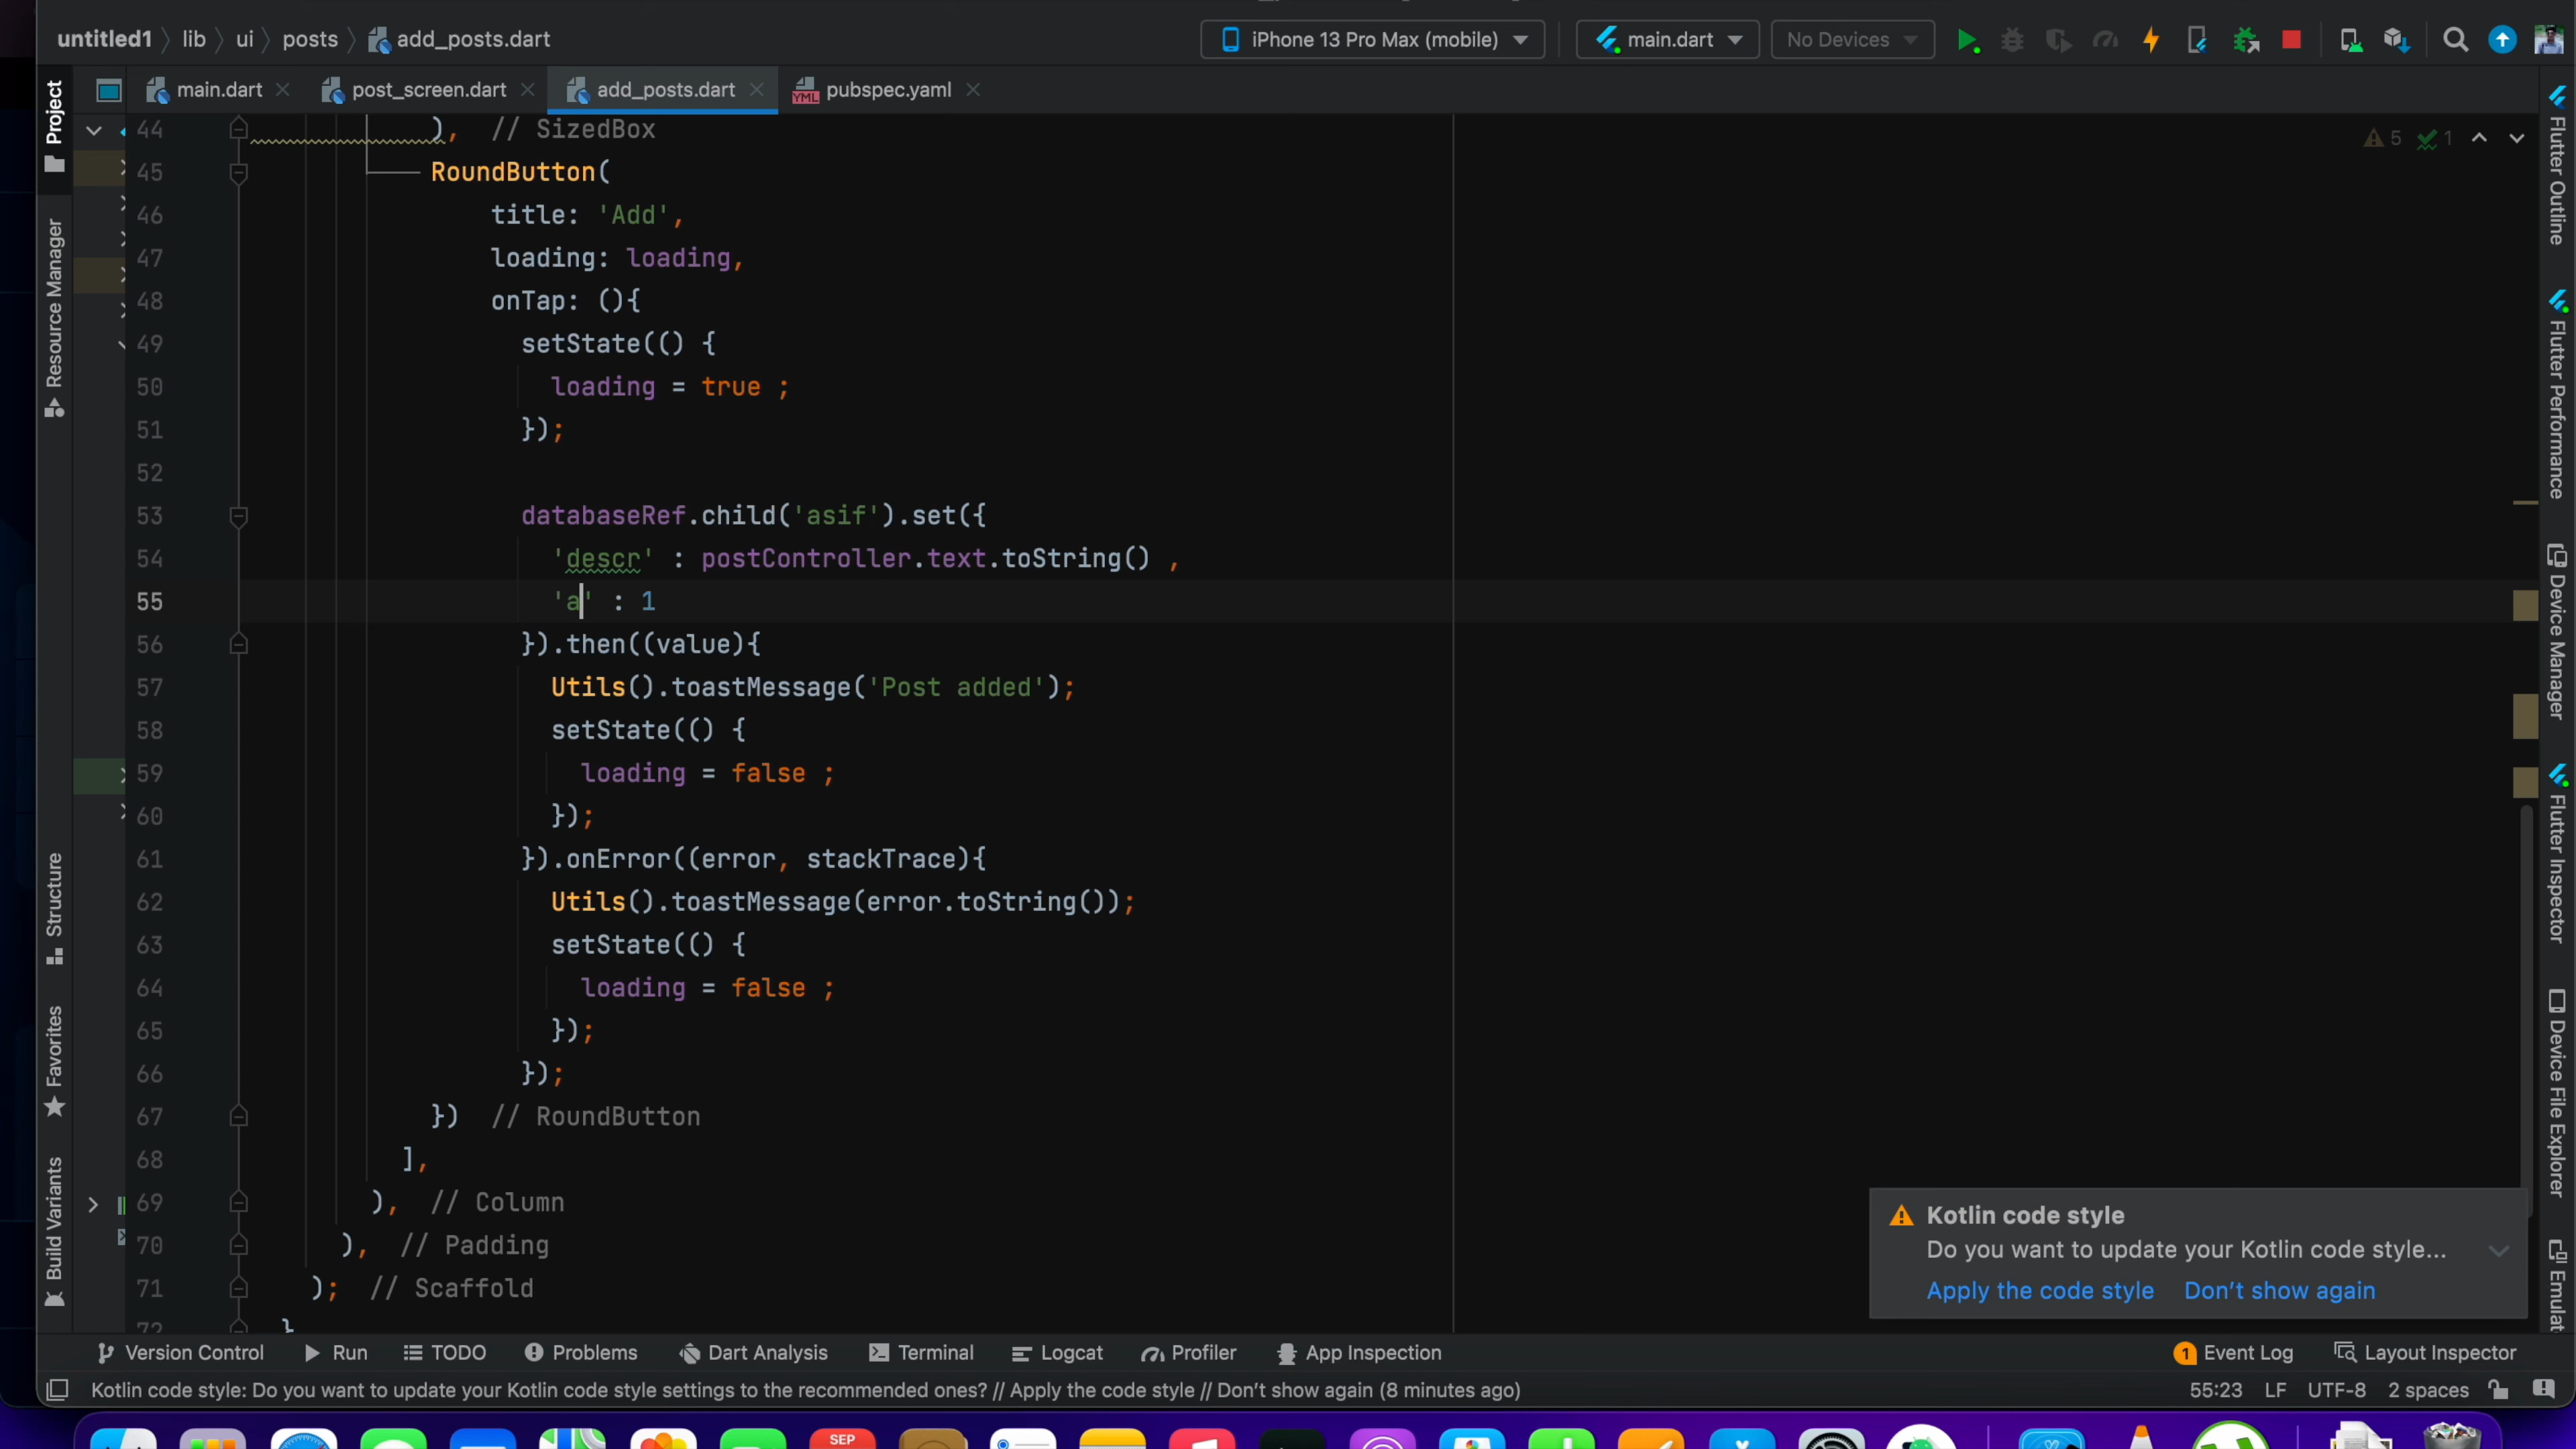 untitled1 lib ui posts add_posts.dart iPhone 13 Pro Max (mobile) main.dart No Devices
main.dart post_screen.dart add_posts.dart pubspec.yaml
Project
Resource Manager
Structure
Favorites
Build Variants
44 ), // SizedBox
45 RoundButton(
46 title: 'Add',
47 loading: loading,
48 onTap: (){
49 setState(() {
50 loading = true ;
51 });
52
53 databaseRef.child('asif').set({
54 'descr' : postController.text.toString() ,
55 'a' : 1
56 }).then((value){
57 Utils().toastMessage('Post added');
58 setState(() {
59 loading = false ;
60 });
61 }).onError((error, stackTrace){
62 Utils().toastMessage(error.toString());
63 setState(() {
64 loading = false ;
65 });
66 });
67 }) // RoundButton
68 ],
69 ), // Column
70 ), // Padding
71 ); // Scaffold
72 }
5 1
Flutter Outline
Flutter Performance
Device Manager
Flutter Inspector
Device File Explorer
Emulat
Kotlin code style
Do you want to update your Kotlin code style...
Apply the code style Don't show again
Version Control Run TODO Problems Dart Analysis Terminal Logcat Profiler App Inspection 1 Event Log Layout Inspector
Kotlin code style: Do you want to update your Kotlin code style settings to the recommended ones? // Apply the code style // Don't show again (8 minutes ago) 55:23 LF UTF-8 2 spaces
SEP